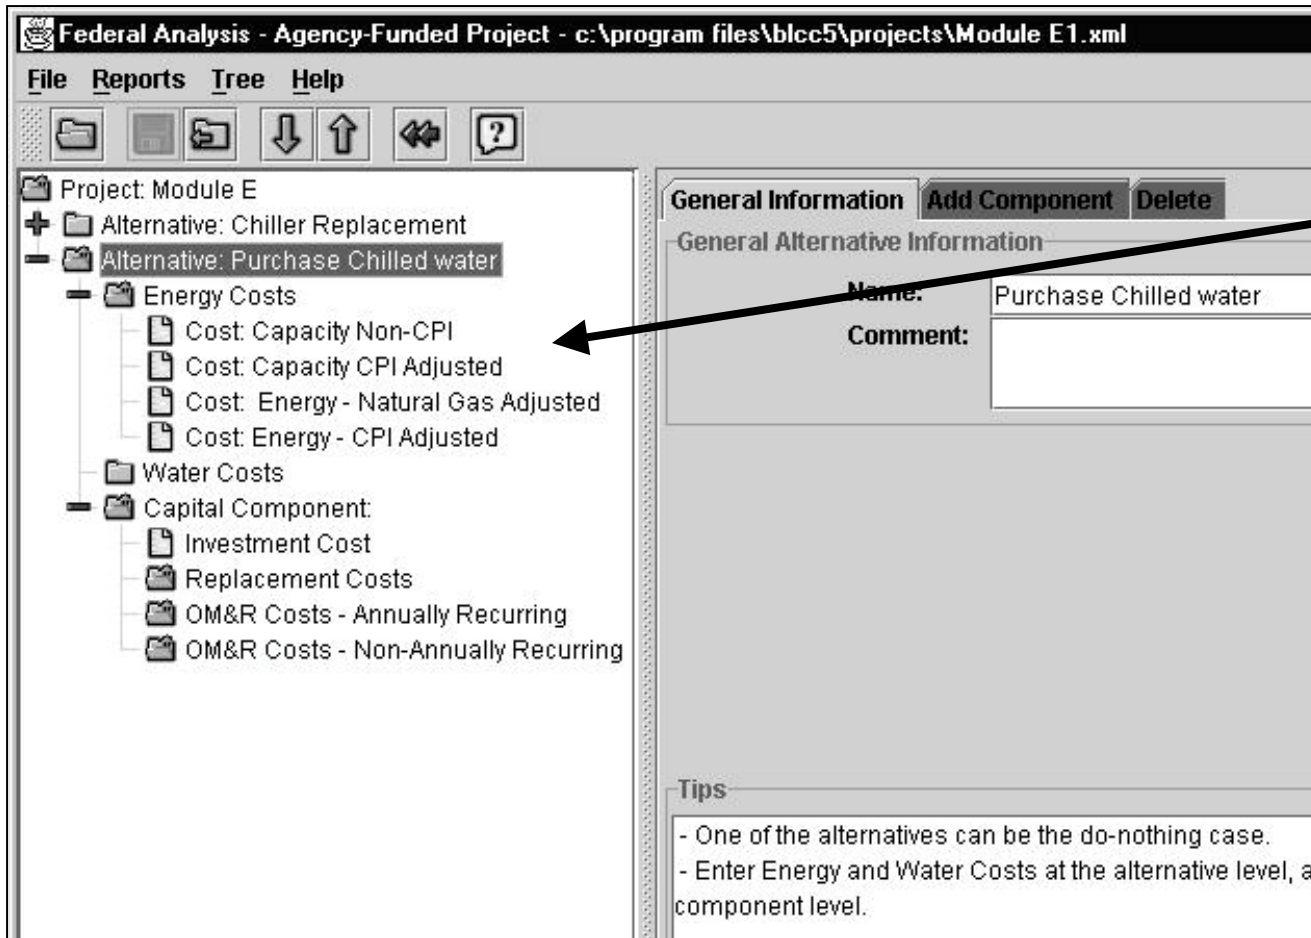 Federal Analysis - Agency-Funded Project - c:\program files\blcc5\projects\Module E1.xml
File Reports Tree Help
?
Project: Module E
Alternative: Chiller Replacement
Alternative: Purchase Chilled water
Energy Costs
Cost: Capacity Non-CPI
Cost: Capacity CPI Adjusted
Cost:  Energy - Natural Gas Adjusted
Cost: Energy - CPI Adjusted
Water Costs
Capital Component:
Investment Cost
Replacement Costs
OM&R Costs - Annually Recurring
OM&R Costs - Non-Annually Recurring
General Information Add Component Delete
General Alternative Information
Name: Purchase Chilled water
Comment:
Tips
- One of the alternatives can be the do-nothing case.
- Enter Energy and Water Costs at the alternative level, a
component level.